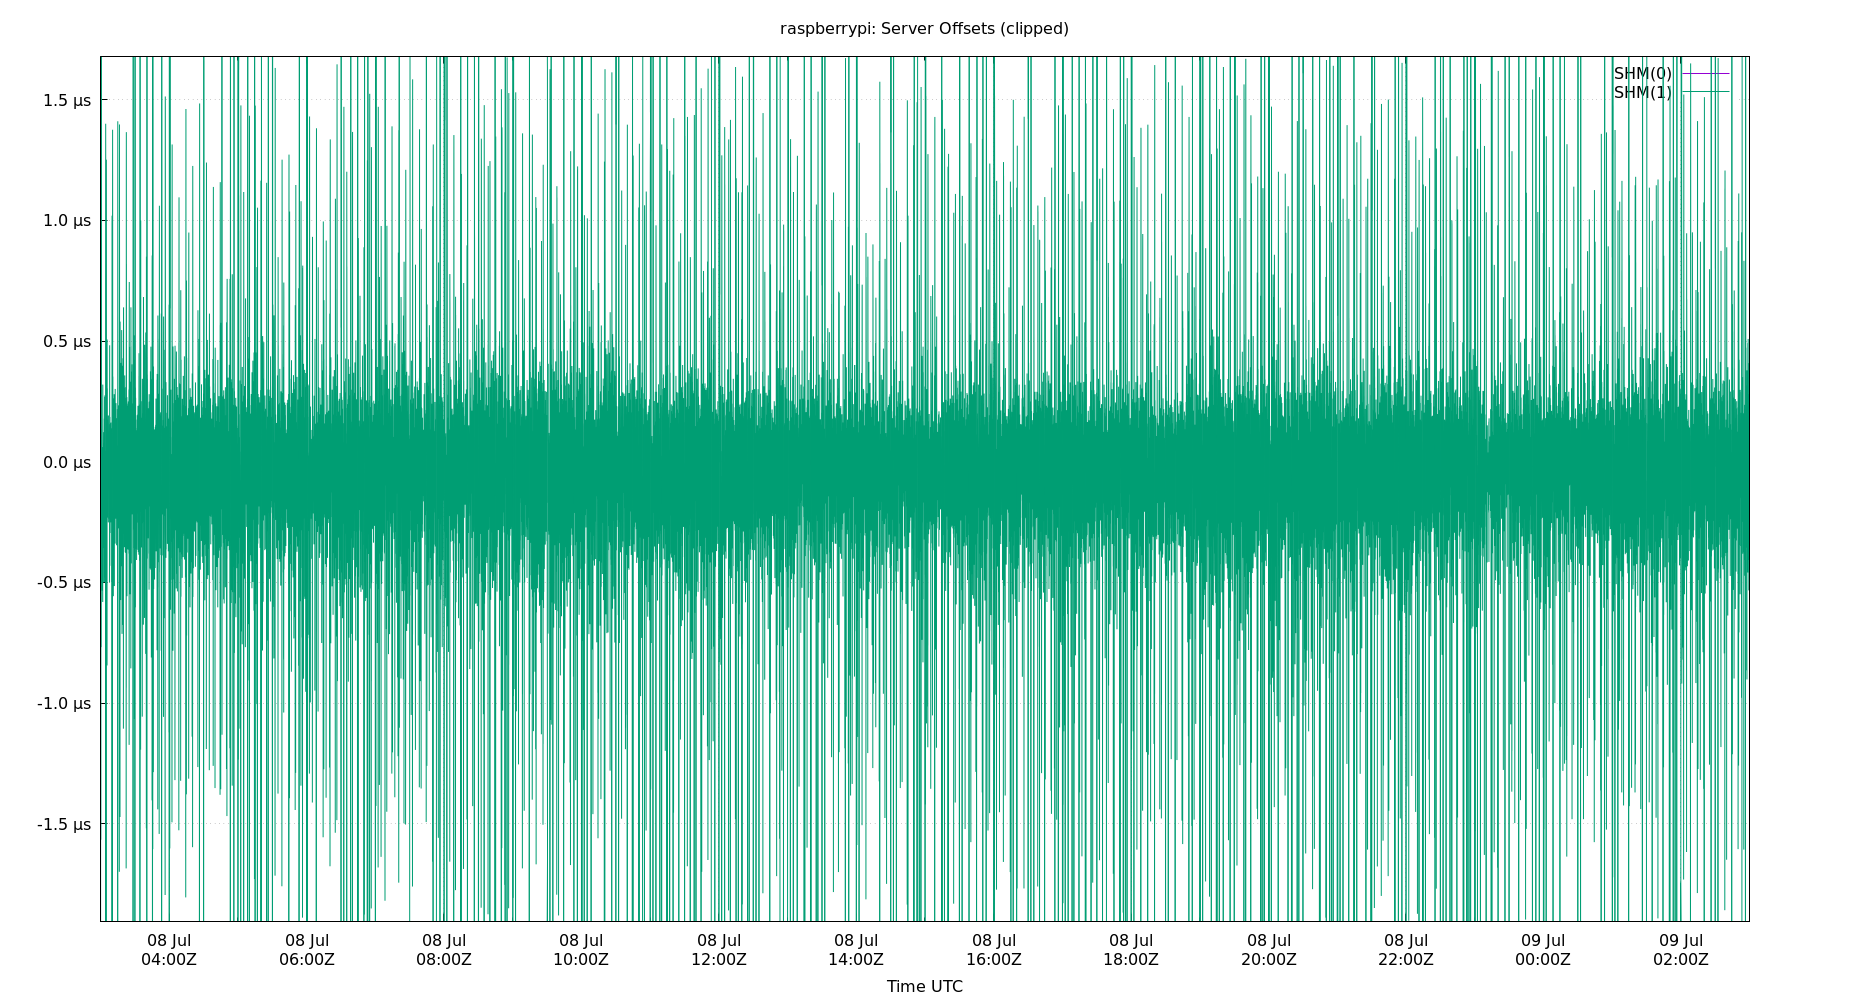 raspberrypi: Server Offsets (clipped)
SHM(0)
SHM(1)
1.5 µs
1.0 µs
0.5 µs
0.0 µs
-0.5 µs
-1.0 µs
-1.5 µs
08 Jul 08 Jul 08 Jul 08 Jul 08 Jul 08 Jul 08 Jul 08 Jul 08 Jul 08 Jul 09 Jul 09 Jul
04:00Z 06:00Z 08:00Z 10:00Z 12:00Z 14:00Z 16:00Z 18:00Z 20:00Z 22:00Z 00:00Z 02:00Z
Time UTC